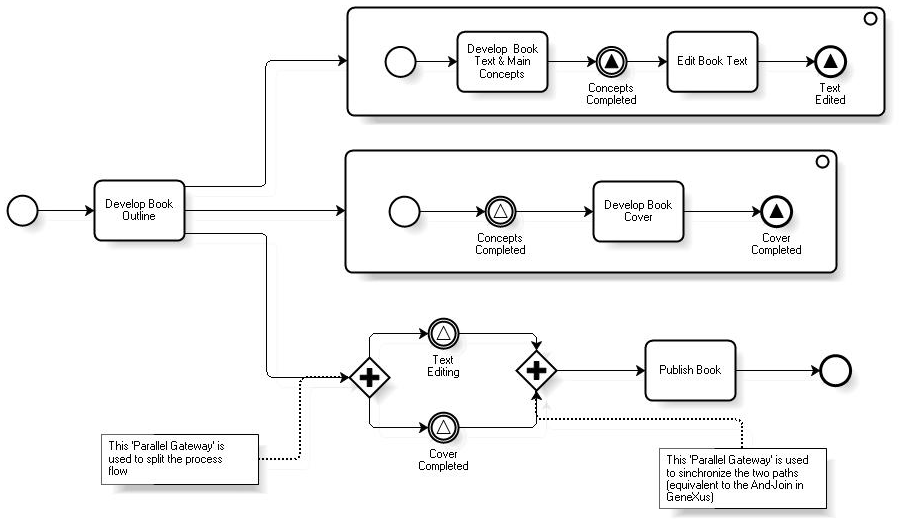 Develop Book
Text & Main
Concepts
Concepts
Completed
Edit Book Text
Text
Edited
Develop Book
Outline
Concepts
Completed
Develop Book
Cover
Cover
Completed
Text
Editing
Cover
Completed
Publish Book
This 'Parallel Gateway' is
used to split the process
flow
This 'Parallel Gateway' is used
to sinchronize the two paths
(equivalent to the And-Join in
GeneXus)